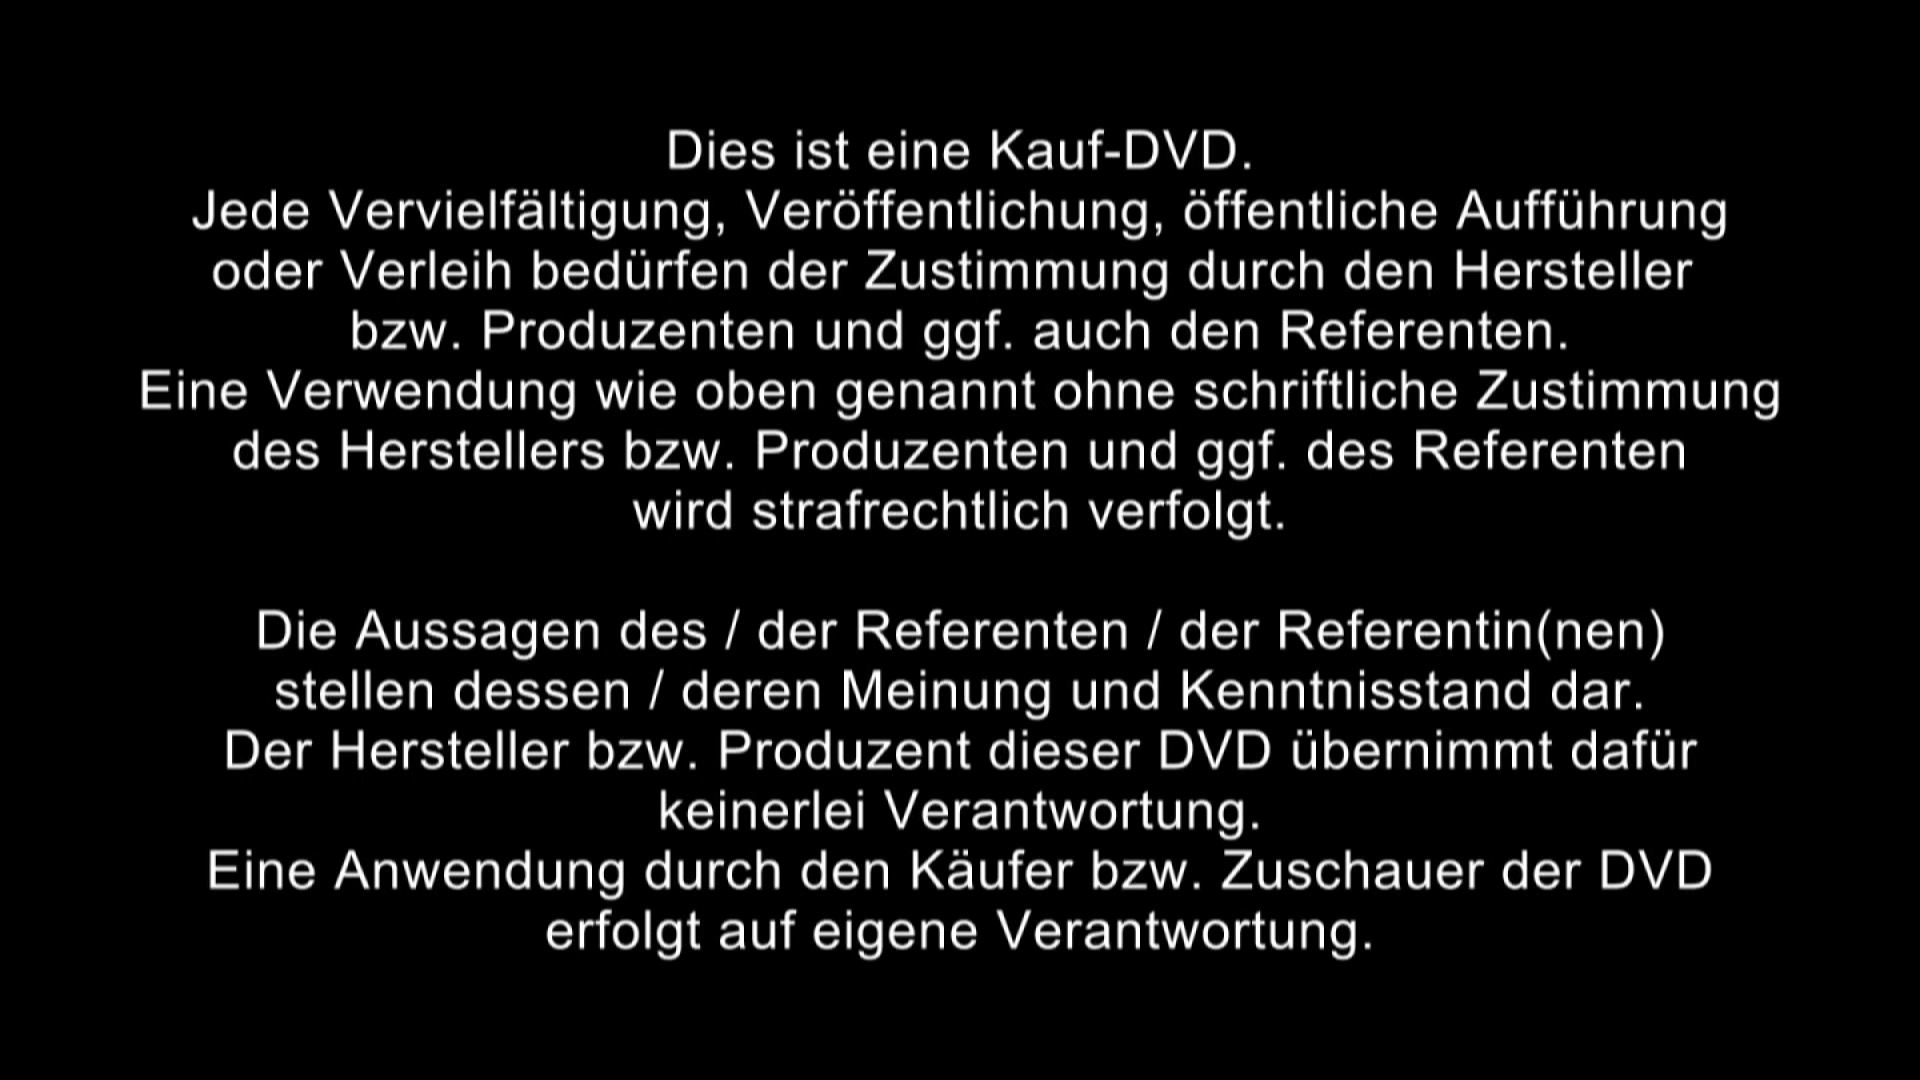 Dies ist eine Kauf-DVD.
Jede Vervielfältigung, Veröffentlichung, öffentliche Aufführung
oder Verleih bedürfen der Zustimmung durch den Hersteller
bzw. Produzenten und ggf. auch den Referenten.
Eine Verwendung wie oben genannt ohne schriftliche Zustimmung
des Herstellers bzw. Produzenten und ggf. des Referenten
wird strafrechtlich verfolgt.
Die Aussagen des / der Referenten / der Referentin(nen)
stellen dessen / deren Meinung und Kenntnisstand dar.
Der Hersteller bzw. Produzent dieser DVD übernimmt dafür
keinerlei Verantwortung.
Eine Anwendung durch den Käufer bzw. Zuschauer der DVD
erfolgt auf eigene Verantwortung.